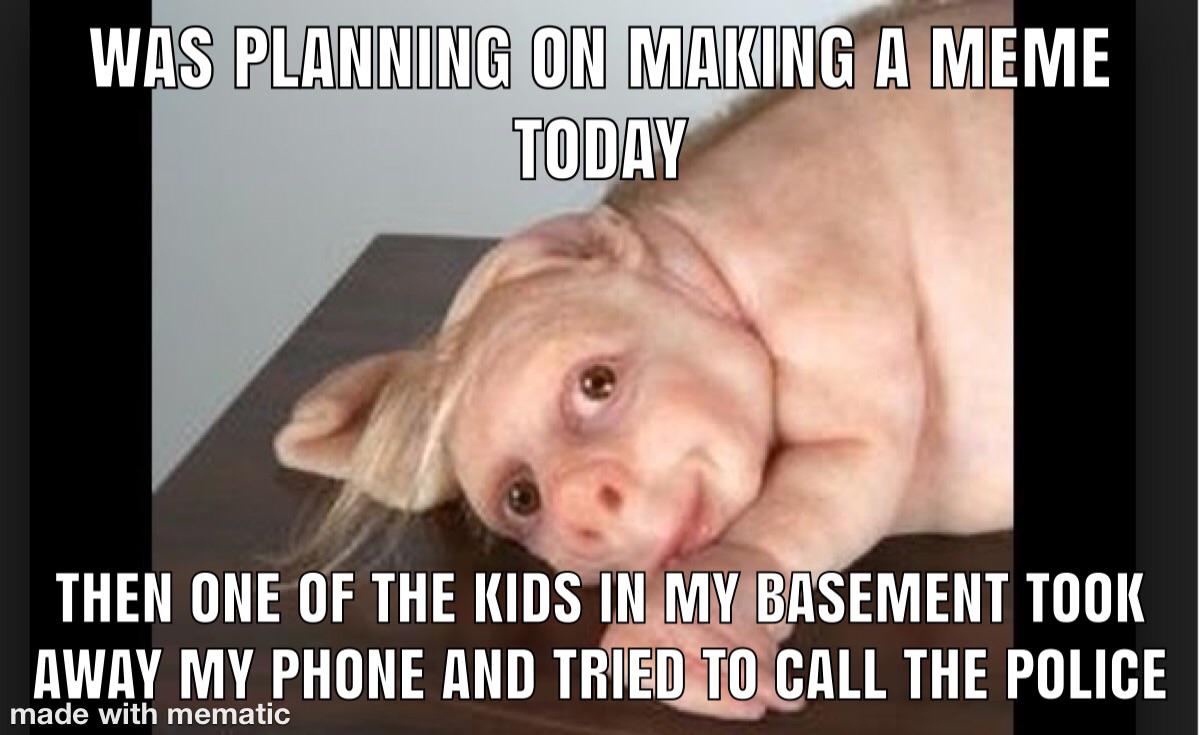 WAS PLANNING ON MAKING A MEME
TODAY
THEN ONE OF THE KIDS IN MY BASEMENT TOOK
AWAY MY PHONE AND TRIED TO CALL THE POLICE
made with mematic